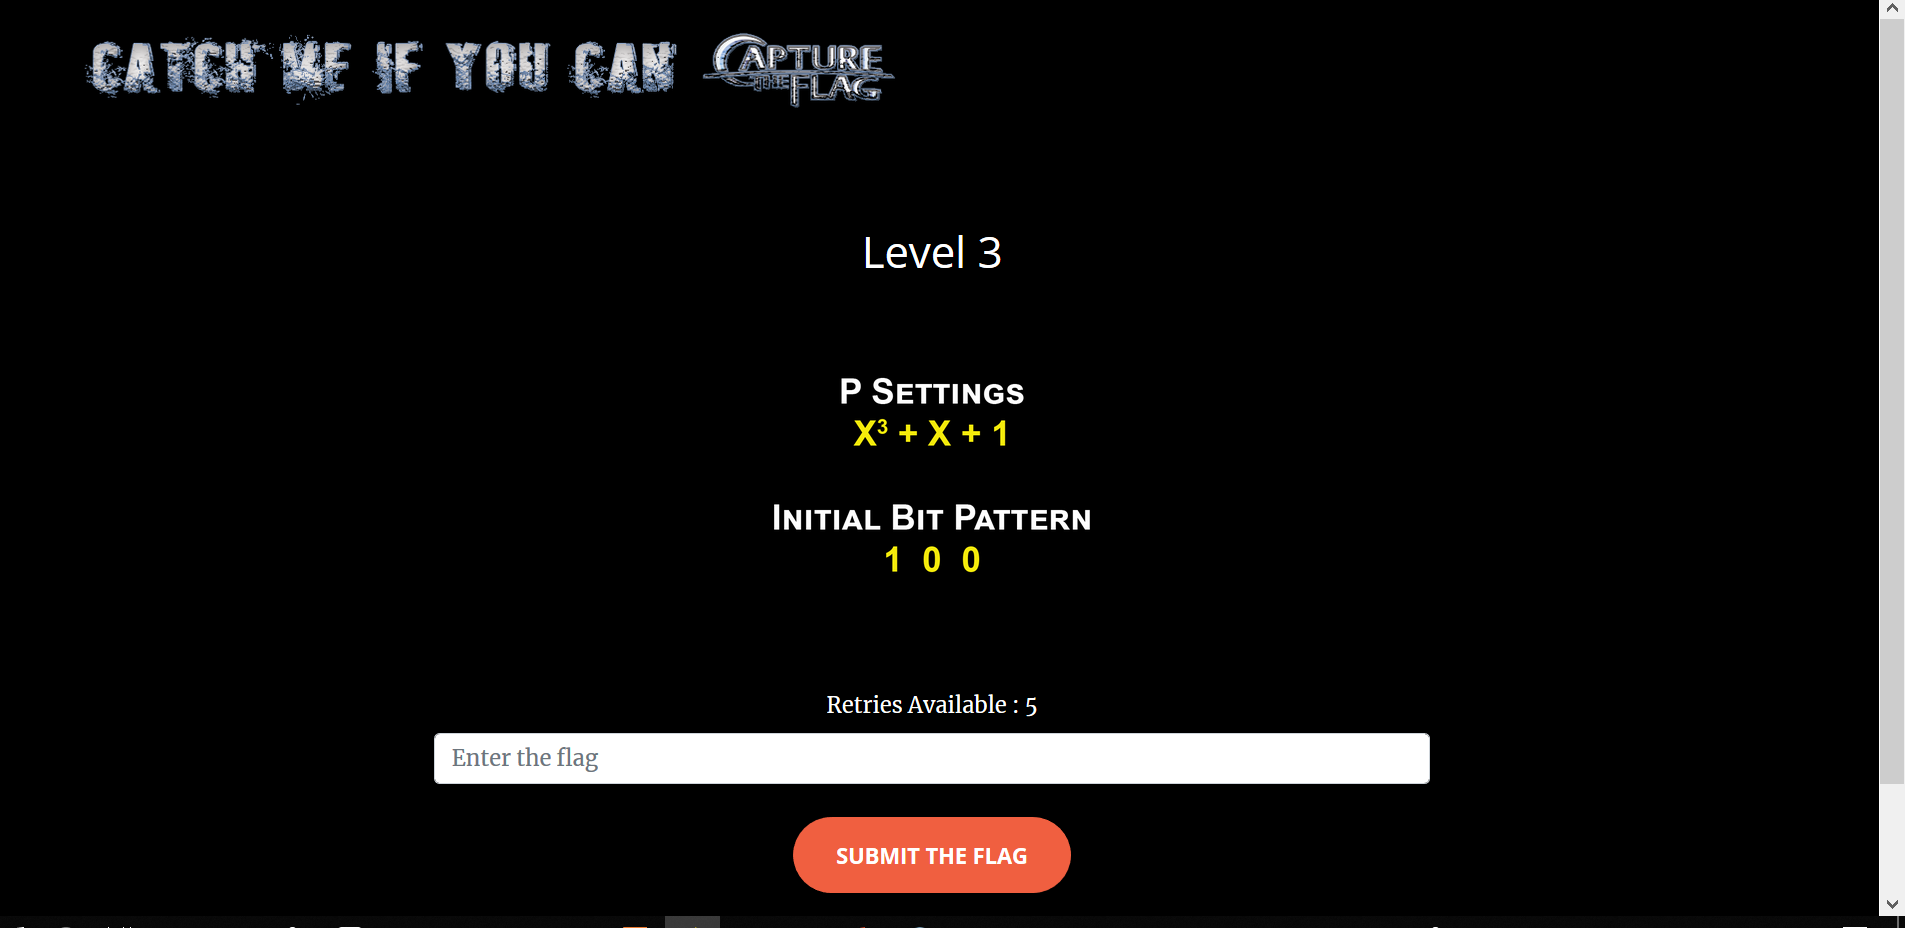 CATCH ME IF YOU CAN CAPTURE THE FLAG
Level 3
P SETTINGS
X³ + X + 1
INITIAL BIT PATTERN
1 0 0
Retries Available : 5
Enter the flag
SUBMIT THE FLAG